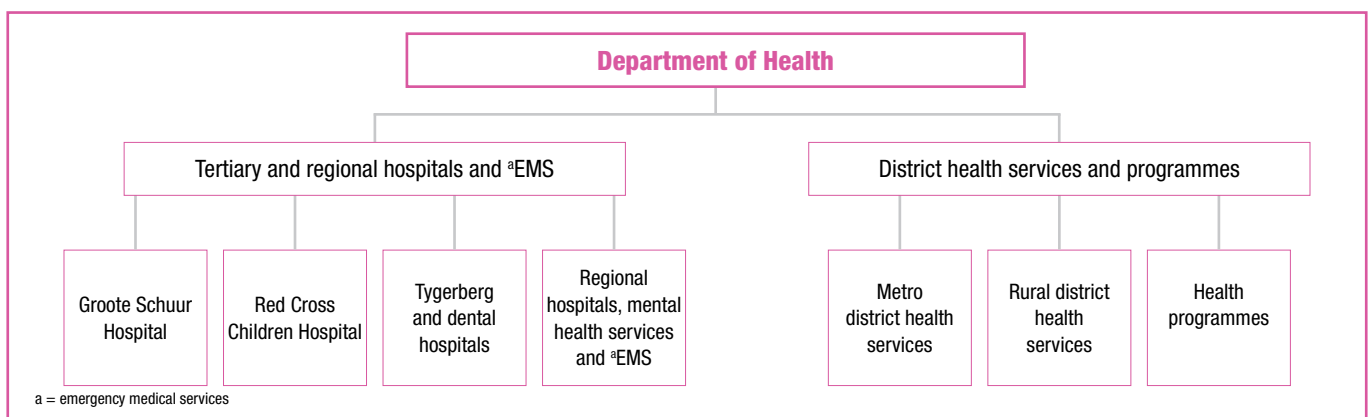 Department of Health
Tertiary and regional hospitals and ᵃEMS
District health services and programmes
Groote Schuur
Hospital
Red Cross
Children Hospital
Tygerberg
and dental
hospitals
Regional
hospitals, mental
health services
and ᵃEMS
Metro
district health
services
Rural district
health
services
Health
programmes
a = emergency medical services